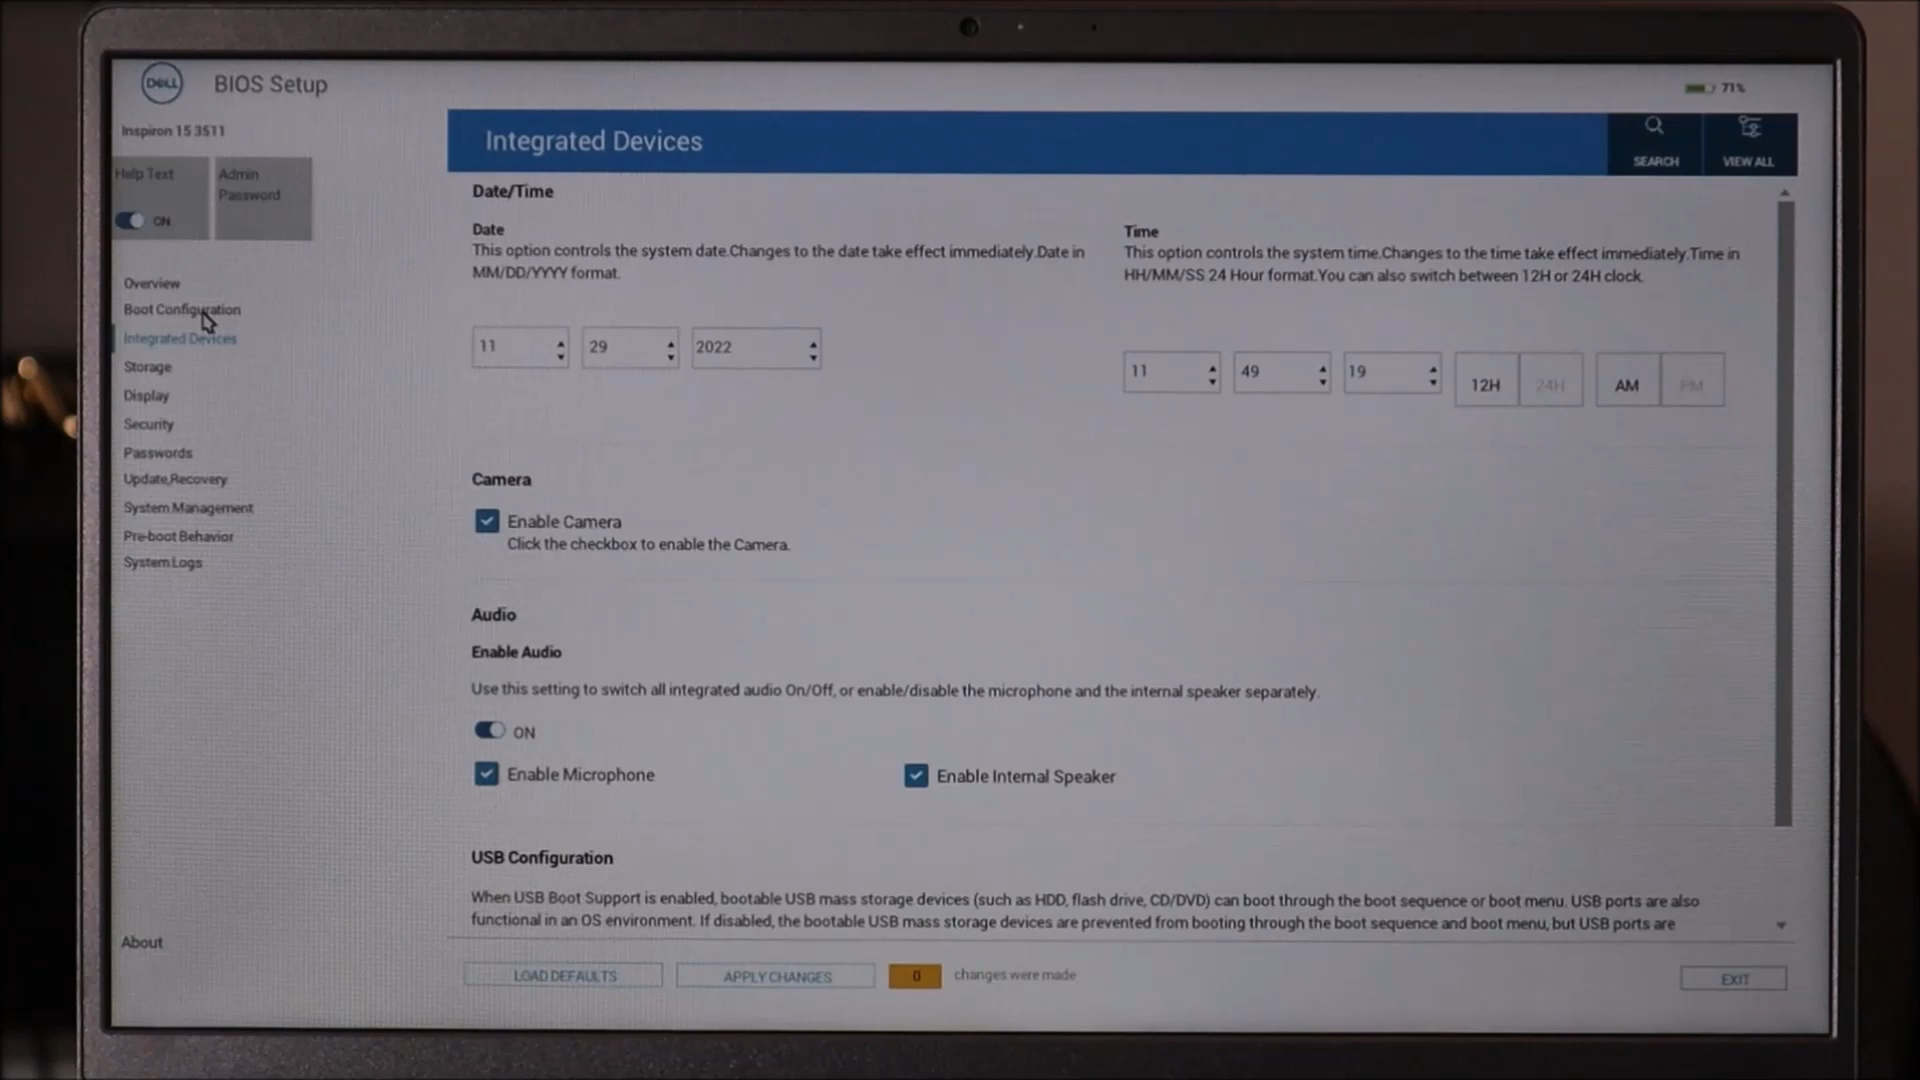 DELL
BIOS Setup
71%
Inspiron 15 3511
Help Text
ON
Admin
Password
Overview
Boot Configuration
Integrated Devices
Storage
Display
Security
Passwords
Update,Recovery
System Management
Pre-boot Behavior
System Logs
About
Integrated Devices
SEARCH
VIEW ALL
Date/Time
Date
This option controls the system date.Changes to the date take effect immediately.Date in
MM/DD/YYYY format.
11
29
2022
Time
This option controls the system time.Changes to the time take effect immediately.Time in
HH/MM/SS 24 Hour format.You can also switch between 12H or 24H clock.
11
49
19
12H
24H
AM
PM
Camera
Enable Camera
Click the checkbox to enable the Camera.
Audio
Enable Audio
Use this setting to switch all integrated audio On/Off, or enable/disable the microphone and the internal speaker separately.
ON
Enable Microphone
Enable Internal Speaker
USB Configuration
When USB Boot Support is enabled, bootable USB mass storage devices (such as HDD, flash drive, CD/DVD) can boot through the boot sequence or boot menu. USB ports are also
functional in an OS environment. If disabled, the bootable USB mass storage devices are prevented from booting through the boot sequence and boot menu, but USB ports are
LOAD DEFAULTS
APPLY CHANGES
0
changes were made
EXIT